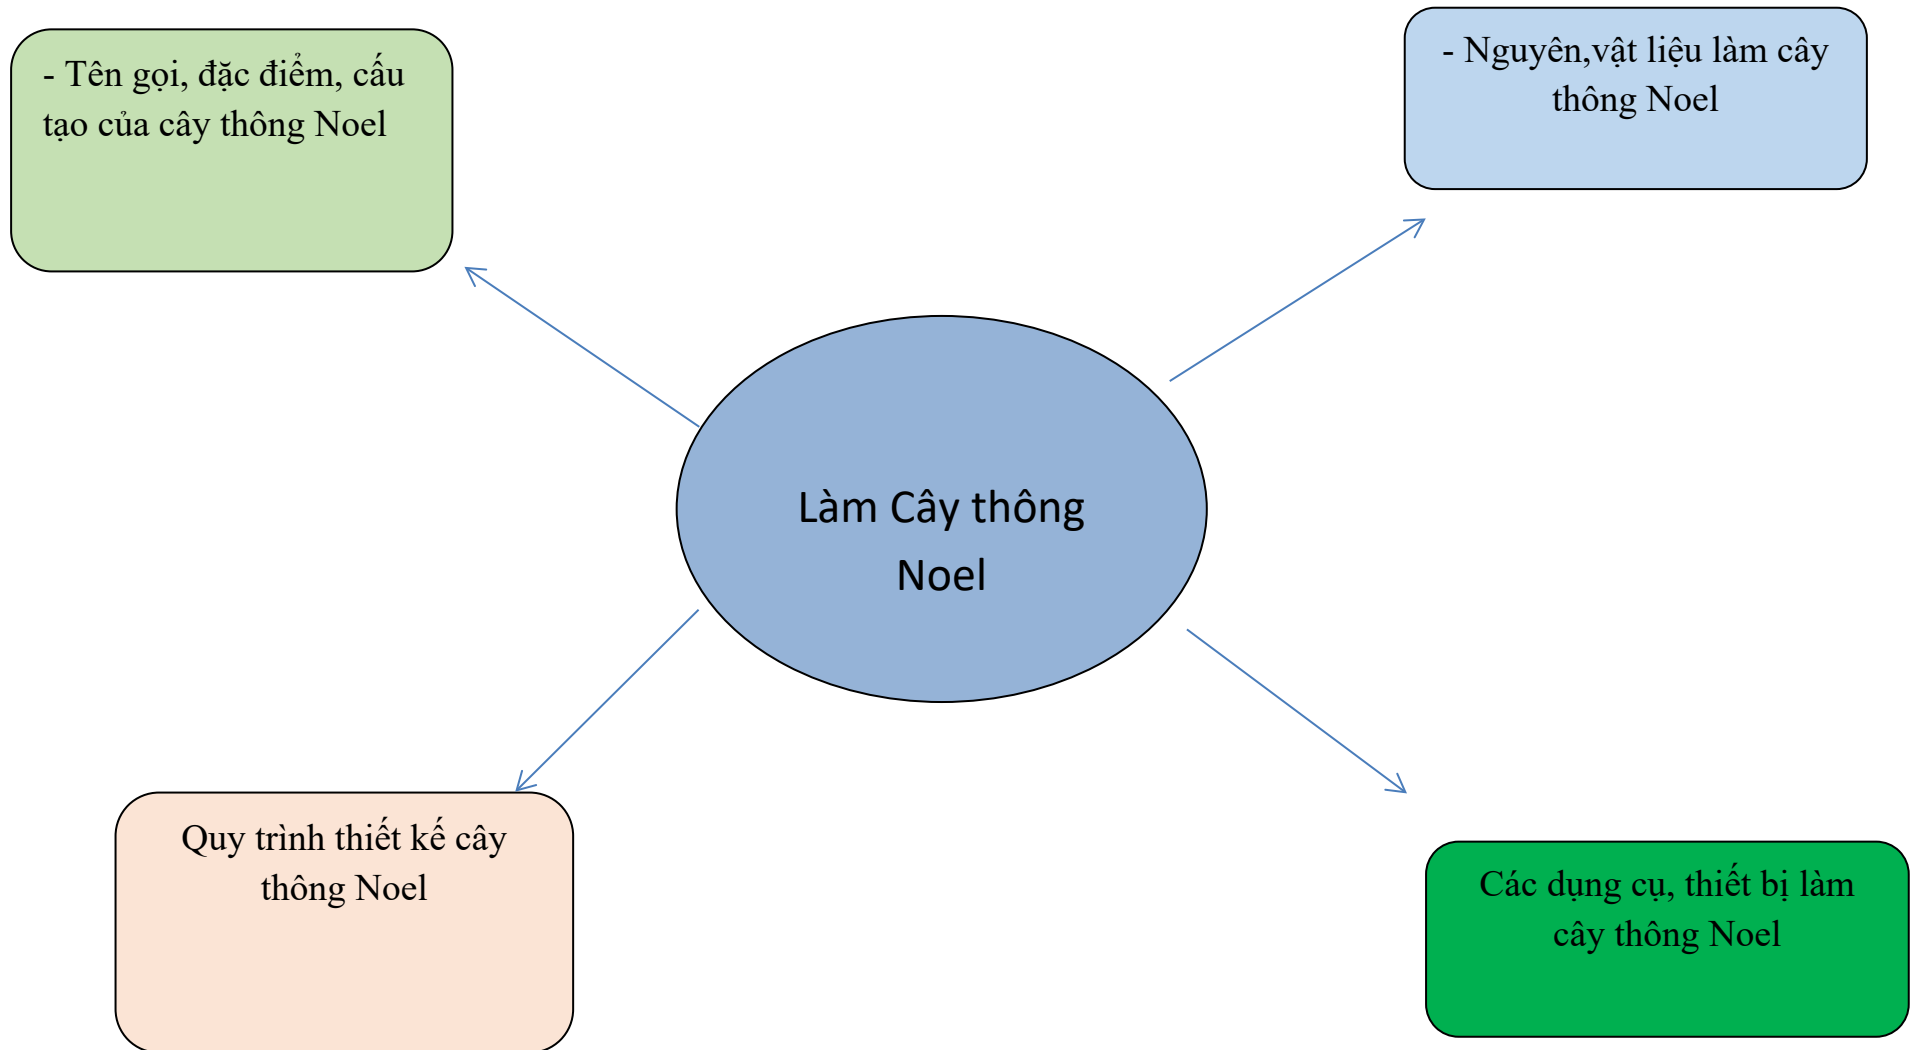 - Tên gọi, đặc điểm, cấu
tạo của cây thông Noel
- Nguyên,vật liệu làm cây
thông Noel
Làm Cây thông
Noel
Quy trình thiết kế cây
thông Noel
Các dụng cụ, thiết bị làm
cây thông Noel